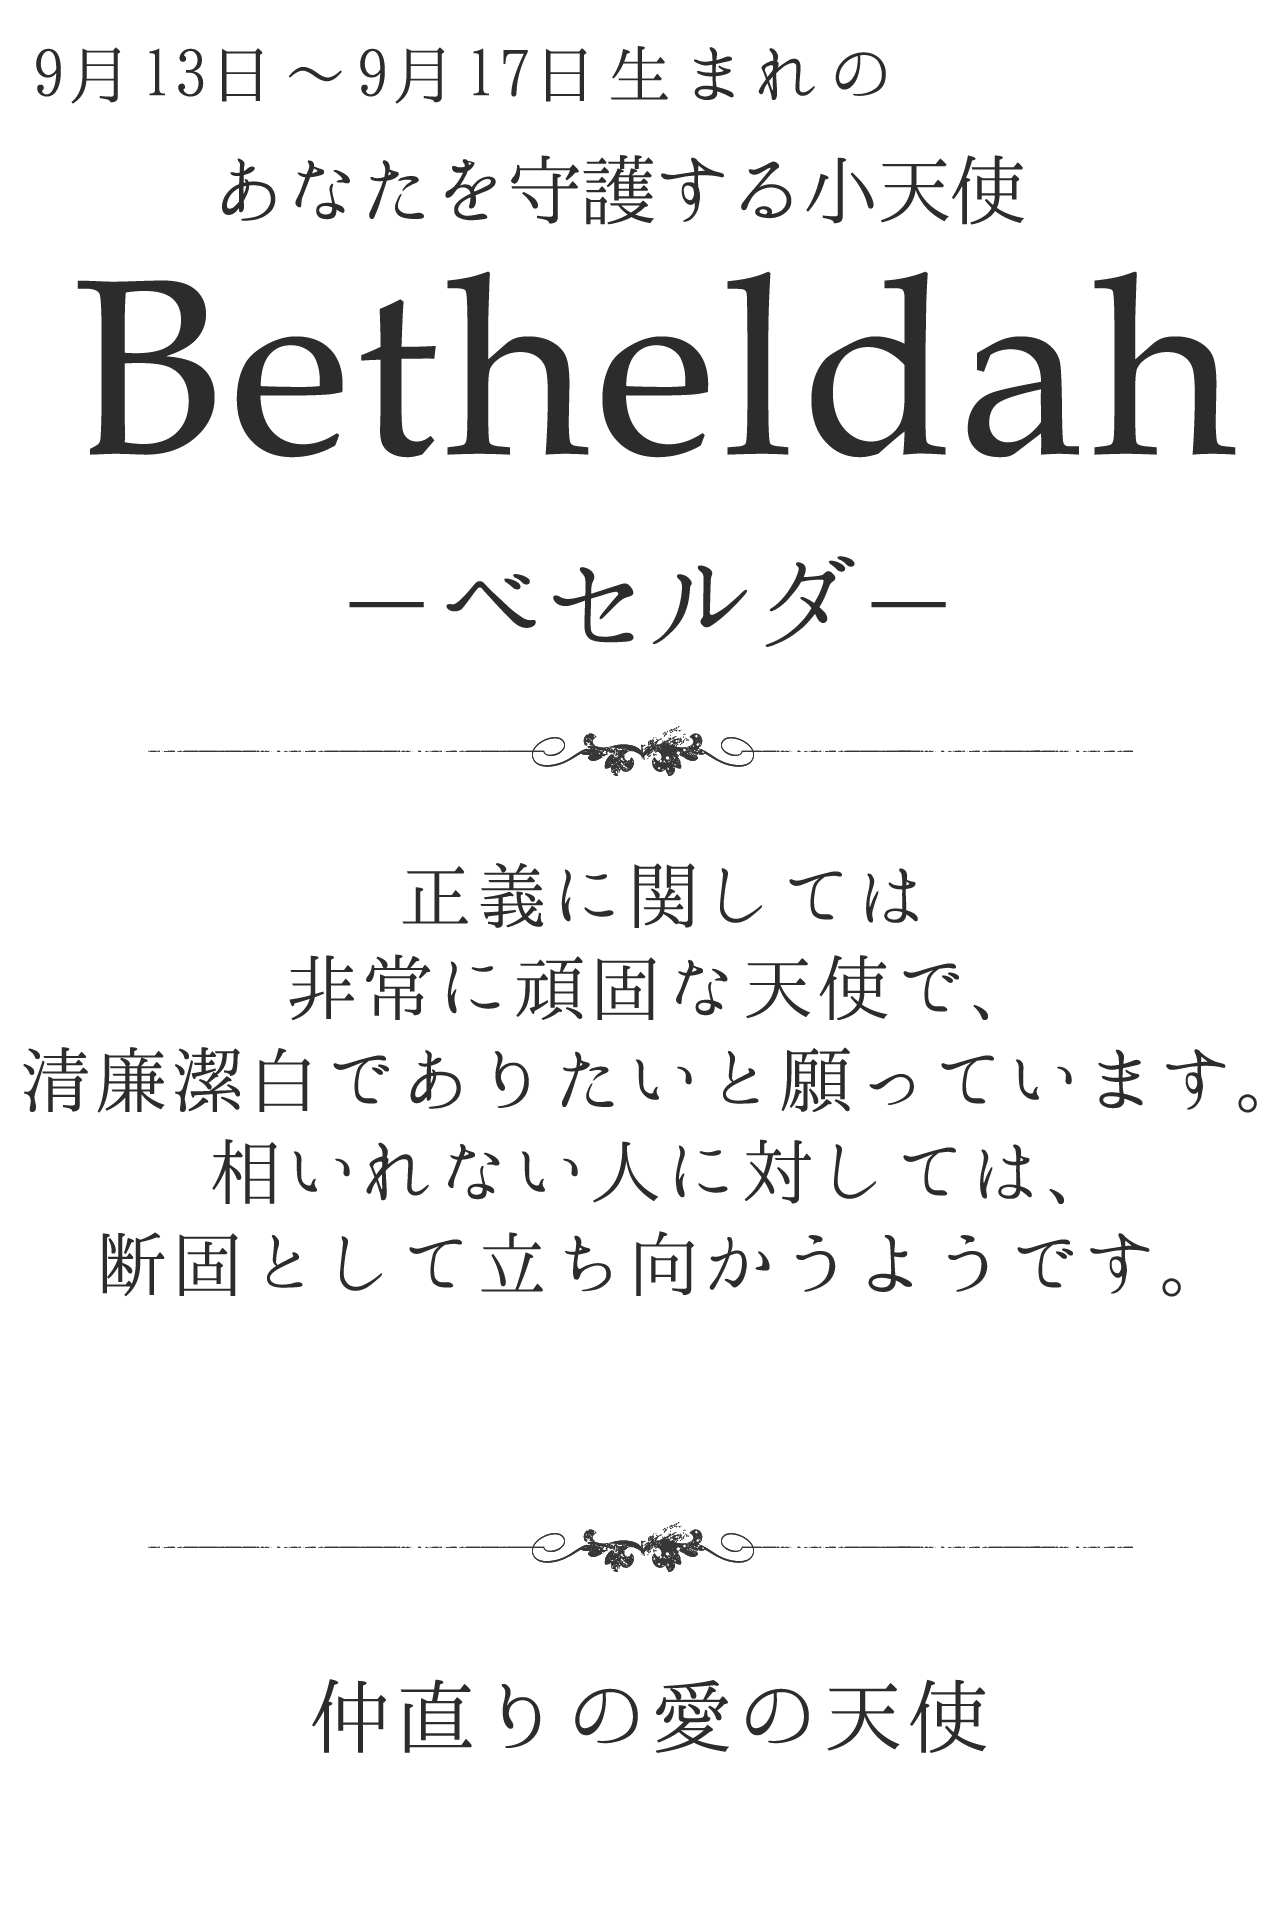 9月13日～9月17日生まれの
あなたを守護する小天使
Betheldah
－ベセルダ－
正義に関しては
非常に頑固な天使で、
清廉潔白でありたいと願っています。
相いれない人に対しては、
断固として立ち向かうようです。
仲直りの愛の天使